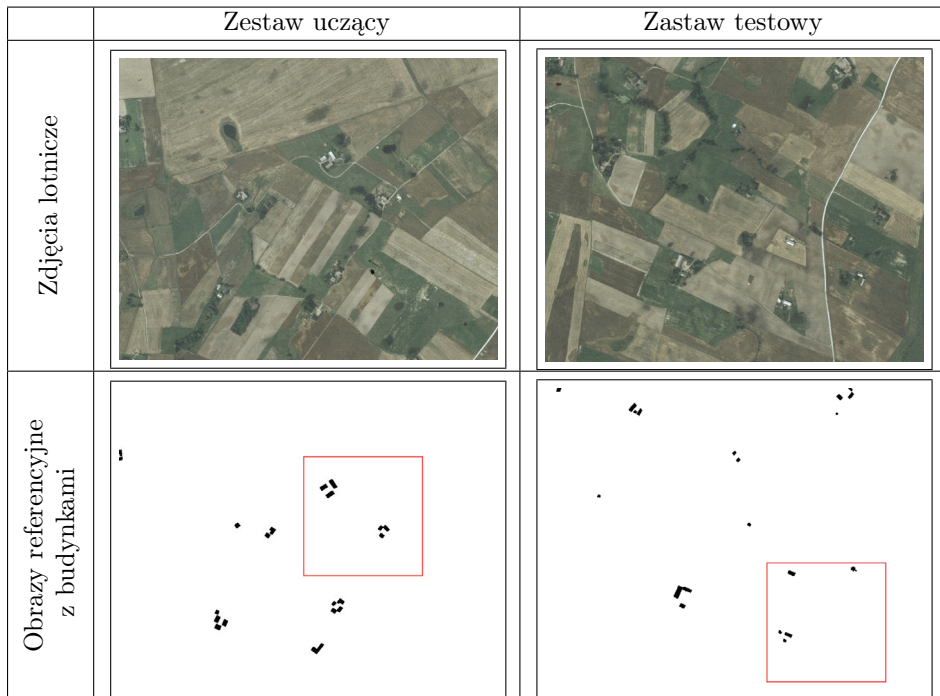 Zestaw uczący
Zastaw testowy
Zdjęcia lotnicze
Obrazy referencyjne
z budynkami